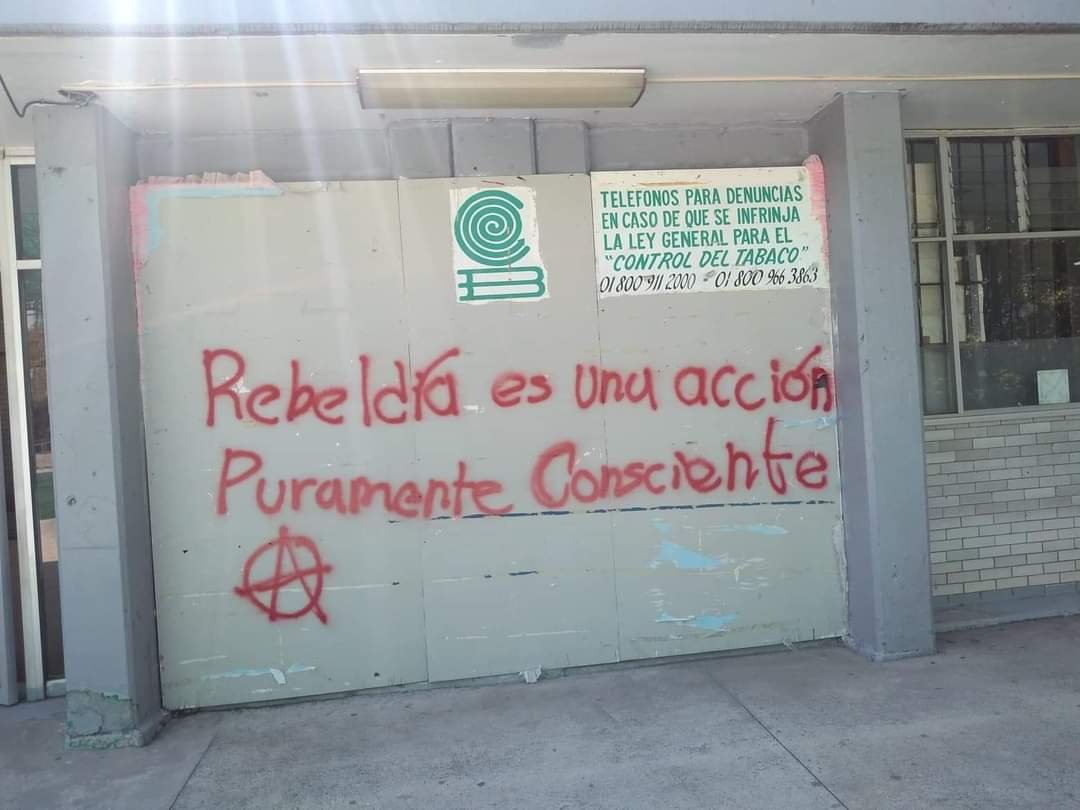 TELEFONOS PARA DENUNCIAS
EN CASO DE QUE SE INFRINJA
LA LEY GENERAL PARA EL
"CONTROL DEL TABACO"
01 800 911 2000 - 01 800 966 3863
Rebeldía es una acción
Puramente Consciente